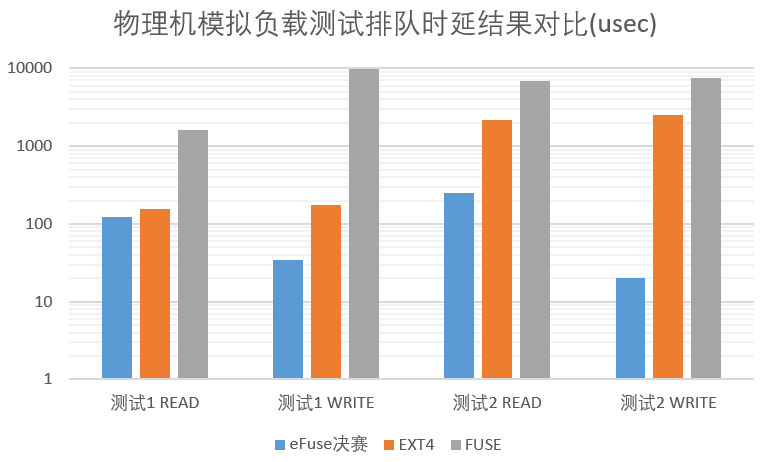 物理机模拟负载测试排队时延结果对比(usec)
10000
1000
100
10
1
测试1 READ
测试1 WRITE
测试2 READ
测试2 WRITE
eFuse决赛
EXT4
FUSE